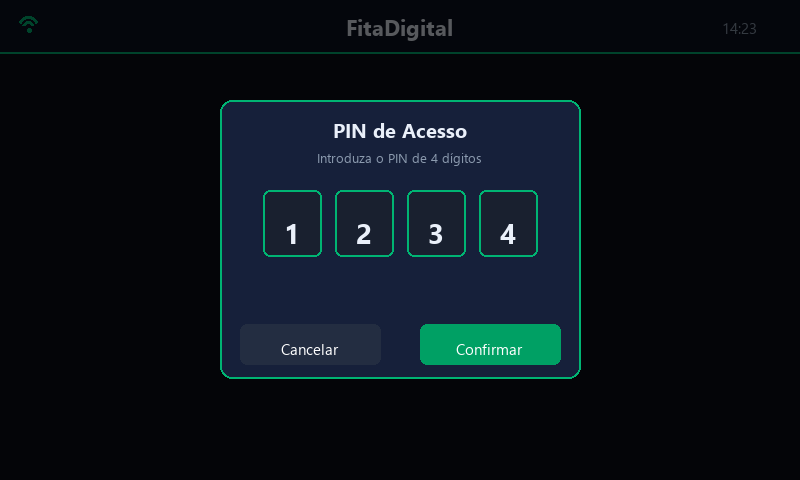 FitaDigital
14:23
PIN de Acesso
Introduza o PIN de 4 dígitos
1 2 3 4
Cancelar
Confirmar